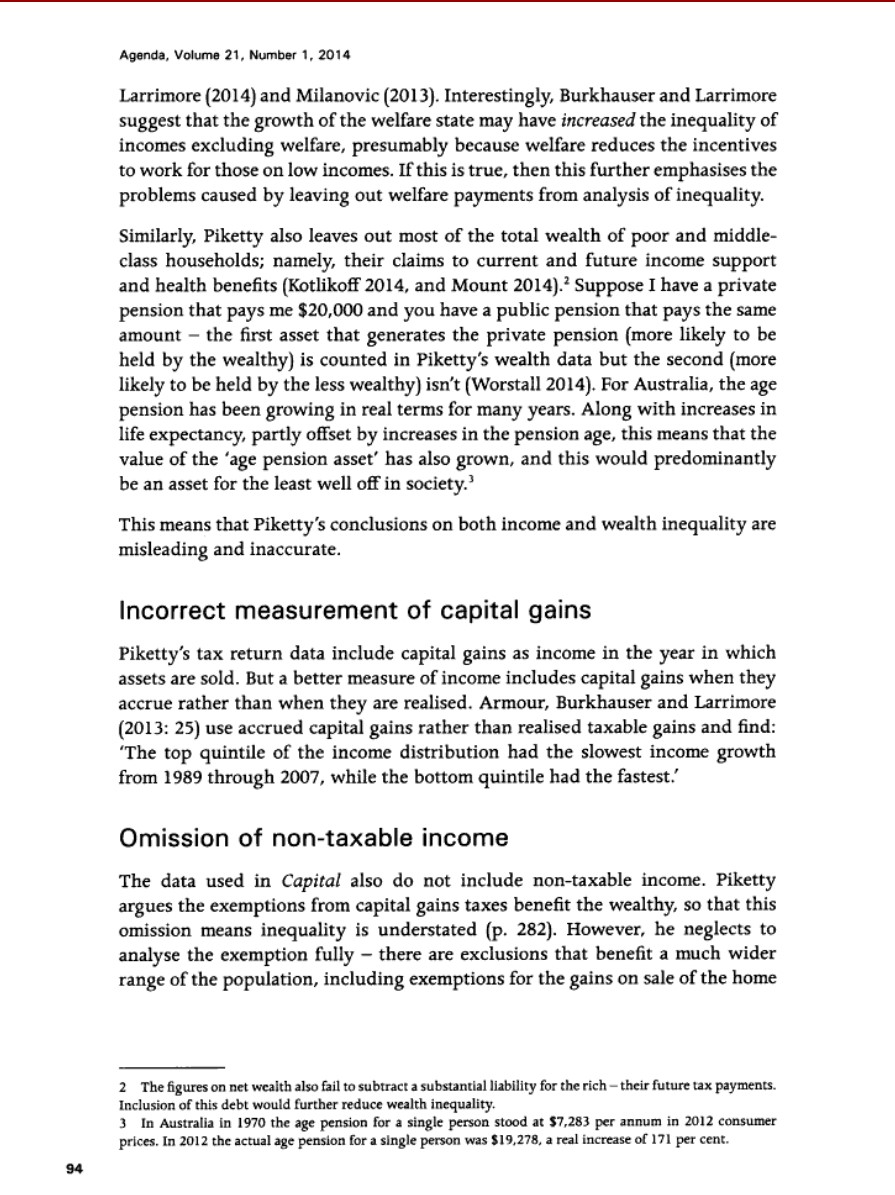 Agenda, Volume 21, Number 1, 2014
Larrimore (2014) and Milanovic (2013). Interestingly, Burkhauser and Larrimore
suggest that the growth of the welfare state may have increased the inequality of
incomes excluding welfare, presumably because welfare reduces the incentives
to work for those on low incomes. If this is true, then this further emphasises the
problems caused by leaving out welfare payments from analysis of inequality.
Similarly, Piketty also leaves out most of the total wealth of poor and middle-
class households; namely, their claims to current and future income support
and health benefits (Kotlikoff 2014, and Mount 2014).² Suppose I have a private
pension that pays me $20,000 and you have a public pension that pays the same
amount – the first asset that generates the private pension (more likely to be
held by the wealthy) is counted in Piketty's wealth data but the second (more
likely to be held by the less wealthy) isn't (Worstall 2014). For Australia, the age
pension has been growing in real terms for many years. Along with increases in
life expectancy, partly offset by increases in the pension age, this means that the
value of the 'age pension asset' has also grown, and this would predominantly
be an asset for the least well off in society.³
This means that Piketty's conclusions on both income and wealth inequality are
misleading and inaccurate.
Incorrect measurement of capital gains
Piketty's tax return data include capital gains as income in the year in which
assets are sold. But a better measure of income includes capital gains when they
accrue rather than when they are realised. Armour, Burkhauser and Larrimore
(2013: 25) use accrued capital gains rather than realised taxable gains and find:
'The top quintile of the income distribution had the slowest income growth
from 1989 through 2007, while the bottom quintile had the fastest.'
Omission of non-taxable income
The data used in Capital also do not include non-taxable income. Piketty
argues the exemptions from capital gains taxes benefit the wealthy, so that this
omission means inequality is understated (p. 282). However, he neglects to
analyse the exemption fully – there are exclusions that benefit a much wider
range of the population, including exemptions for the gains on sale of the home
2 The figures on net wealth also fail to subtract a substantial liability for the rich – their future tax payments.
Inclusion of this debt would further reduce wealth inequality.
3 In Australia in 1970 the age pension for a single person stood at $7,283 per annum in 2012 consumer
prices. In 2012 the actual age pension for a single person was $19,278, a real increase of 171 per cent.
94